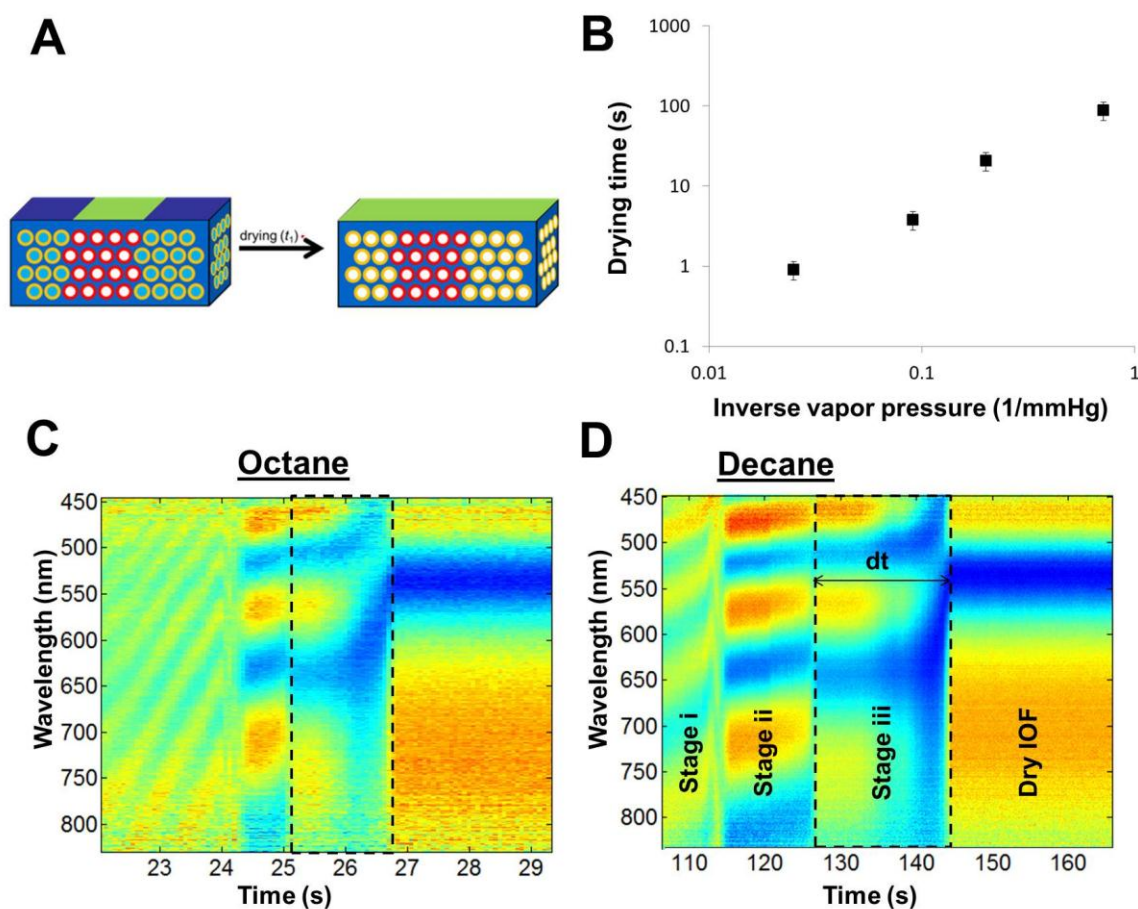 A
drying (t1)
B
Drying time (s)
1000
100
10
1
0.1
0.01
0.1
1
Inverse vapor pressure (1/mmHg)
C
Octane
Wavelength (nm)
450
500
550
600
650
700
750
800
23
24
25
26
27
28
29
Time (s)
D
Decane
Wavelength (nm)
450
500
550
600
650
700
750
800
dt
Stage i
Stage ii
Stage iii
Dry IOF
110
120
130
140
150
160
Time (s)